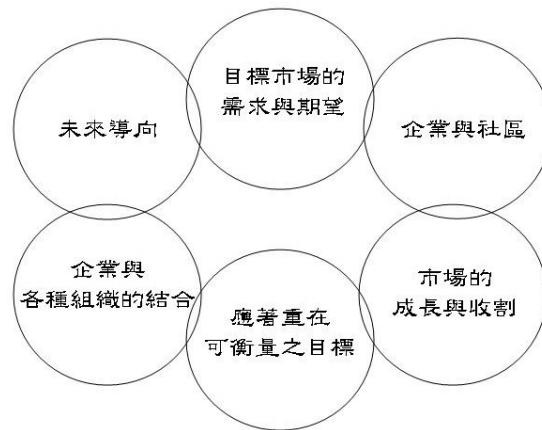 目標市場的
需求與期望
未來導向
企業與社區
企業與
各種組織的結合
市場的
成長與收割
應著重在
可衡量之目標